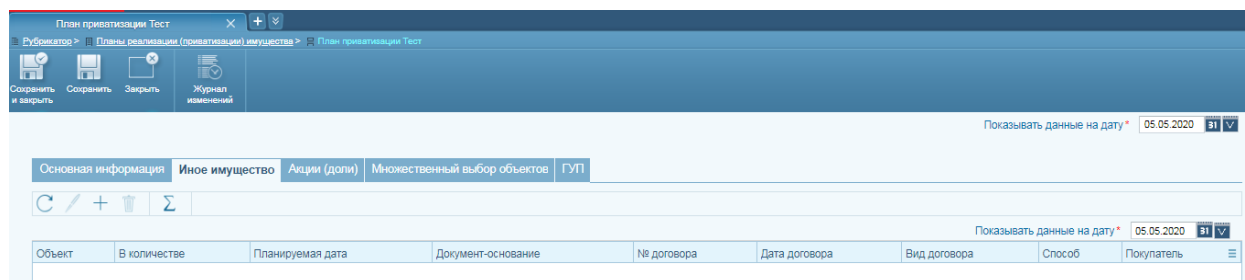 План приватизации Тест
Рубрикатор > Планы реализации (приватизации) имущества > План приватизации Тест
Сохранить и закрыть
Сохранить
Закрыть
Журнал изменений
Показывать данные на дату * 05.05.2020 31
Основная информация Иное имущество Акции (доли) Множественный выбор объектов ГУП
Σ
Показывать данные на дату * 05.05.2020 31
Объект В количестве Планируемая дата Документ-основание № договора Дата договора Вид договора Способ Покупатель